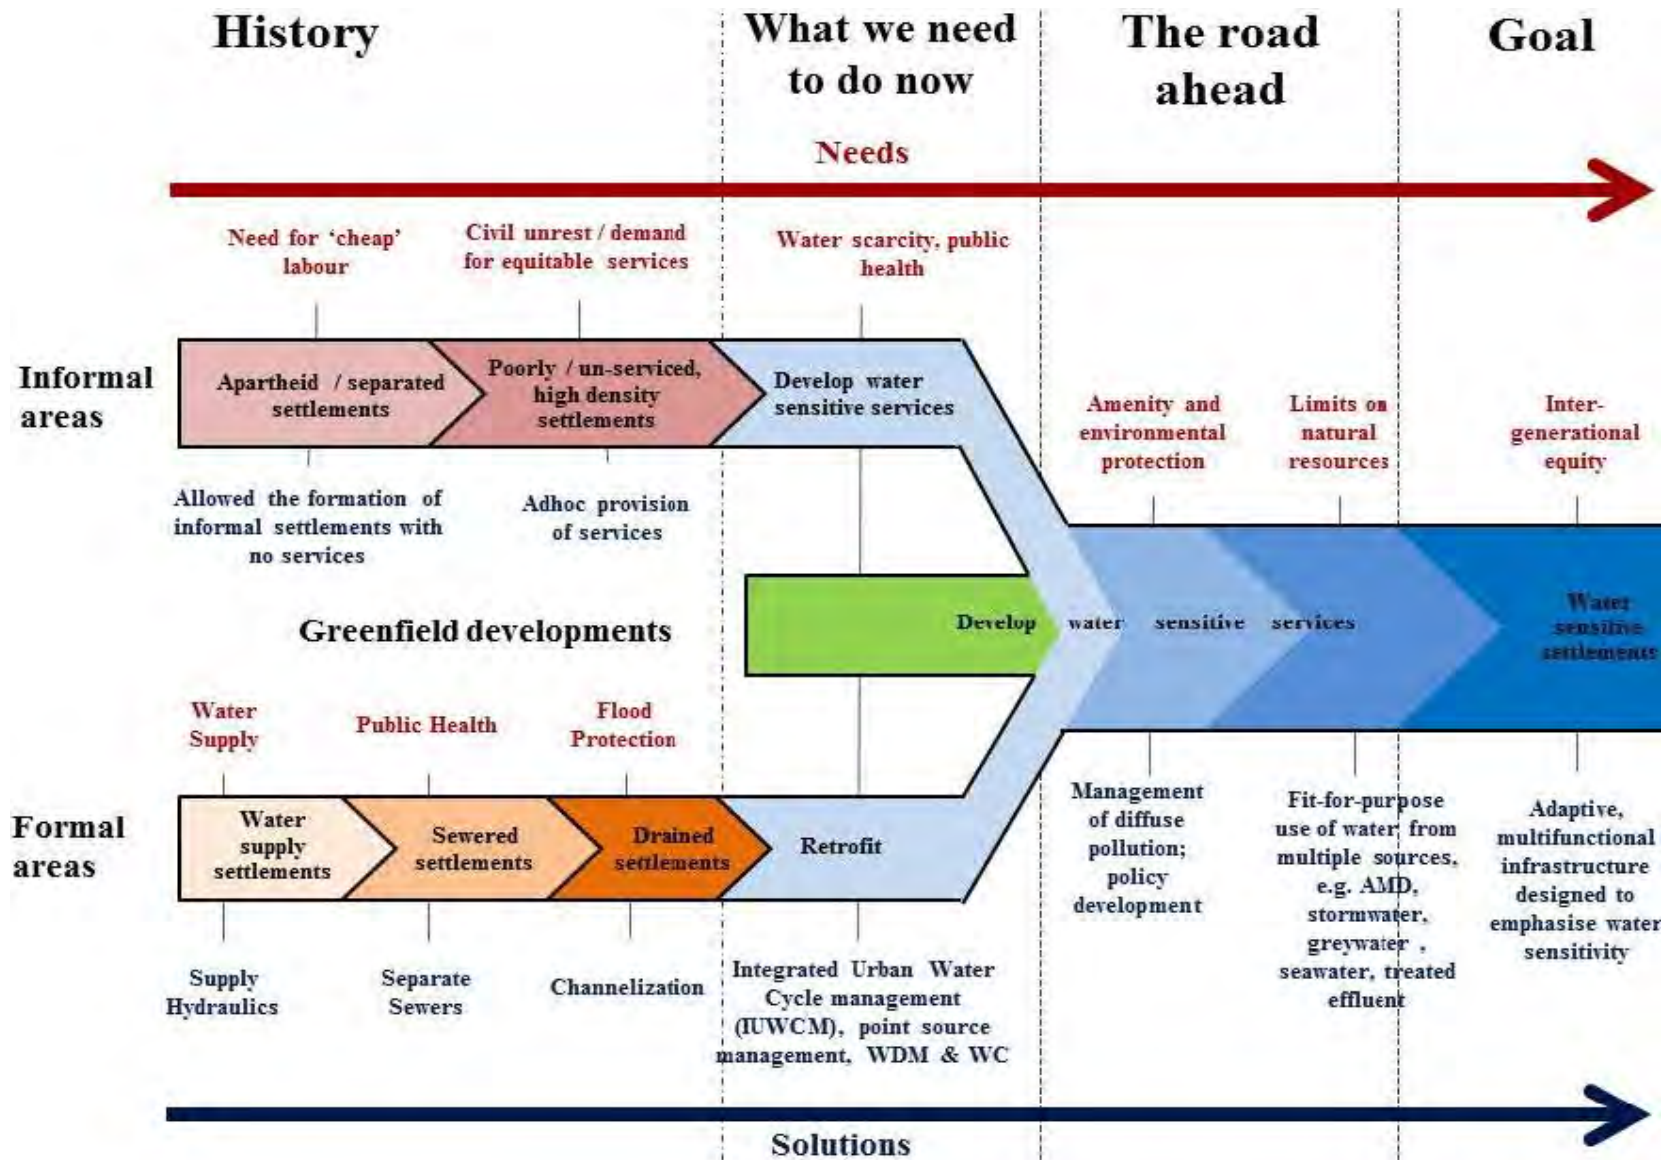 History
What we need
to do now
The road
ahead
Goal
Needs
Need for ‘cheap’
labour
Civil unrest / demand
for equitable services
Water scarcity, public
health
Informal
areas
Apartheid / separated
settlements
Poorly / un-serviced,
high density
settlements
Develop water
sensitive services
Allowed the formation of
informal settlements with
no services
Adhoc provision
of services
Amenity and
environmental
protection
Limits on
natural
resources
Inter-
generational
equity
Greenfield developments
Develop water sensitive services
Water
sensitive
settlements
Water
Supply
Public Health
Flood
Protection
Formal
areas
Water
supply
settlements
Sewered
settlements
Drained
settlements
Retrofit
Supply
Hydraulics
Separate
Sewers
Channelization
Integrated Urban Water
Cycle management
(IUWCM), point source
management, WDM & WC
Management
of diffuse
pollution;
policy
development
Fit-for-purpose
use of water from
multiple sources,
e.g. AMD,
stormwater,
greywater ,
seawater, treated
effluent
Adaptive,
multifunctional
infrastructure
designed to
emphasise water
sensitivity
Solutions